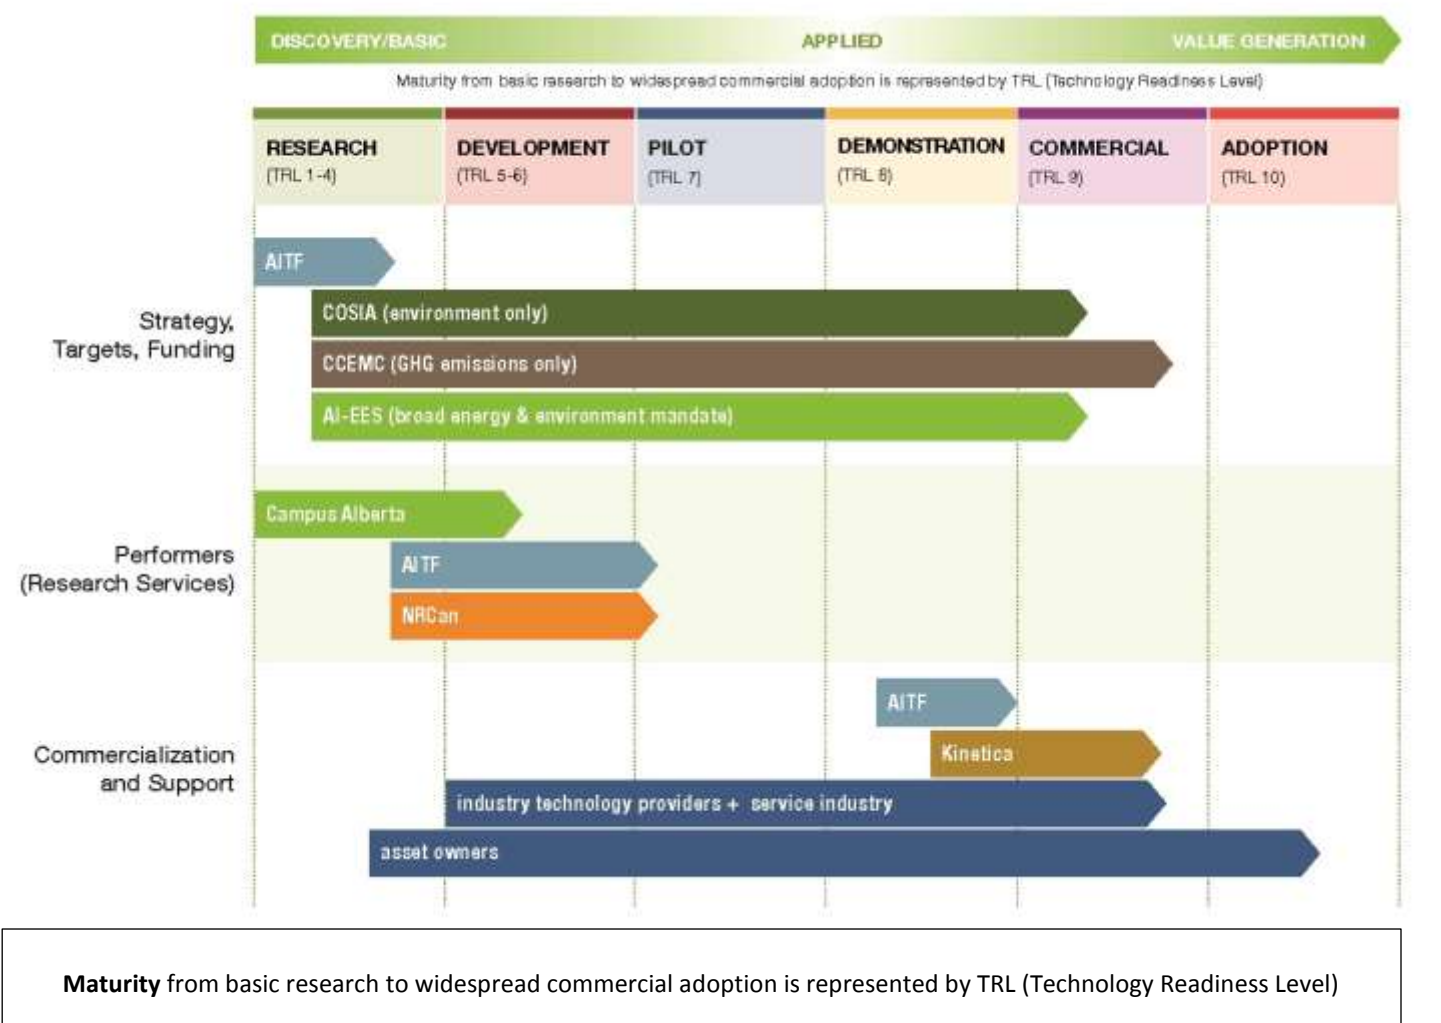 DISCOVERY/BASIC APPLIED VALUE GENERATION
Maturity from basic research to widespread commercial adoption is represented by TRL (Technology Readiness Level)
RESEARCH DEVELOPMENT PILOT DEMONSTRATION COMMERCIAL ADOPTION
(TRL 1-4) (TRL 5-6) (TRL 7) (TRL 8) (TRL 9) (TRL 10)
Strategy,
Targets, Funding
AITF
COSIA (environment only)
CCEMC (GHG emissions only)
AI-EES (broad energy & environment mandate)
Performers
(Research Services)
Campus Alberta
AITF
NRCan
Commercialization
and Support
AITF
Kinetica
industry technology providers + service industry
asset owners
Maturity from basic research to widespread commercial adoption is represented by TRL (Technology Readiness Level)